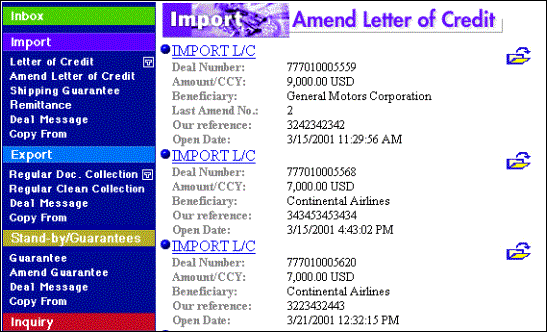 Inbox
Import
Letter of Credit
Amend Letter of Credit
Shipping Guarantee
Remittance
Deal Message
Copy From
Export
Regular Doc. Collection
Regular Clean Collection
Deal Message
Copy From
Stand-by/Guarantees
Guarantee
Amend Guarantee
Deal Message
Copy From
Inquiry
Import Amend Letter of Credit
IMPORT L/C
Deal Number: 777010005559
Amount/CCY: 9,000.00 USD
Beneficiary: General Motors Corporation
Last Amend No.: 2
Our reference: 3242342342
Open Date: 3/15/2001 11:29:56 AM
IMPORT L/C
Deal Number: 777010005568
Amount/CCY: 7,000.00 USD
Beneficiary: Continental Airlines
Our reference: 343453453434
Open Date: 3/15/2001 4:43:02 PM
IMPORT L/C
Deal Number: 777010005620
Amount/CCY: 7,000.00 USD
Beneficiary: Continental Airlines
Our reference: 3223432443
Open Date: 3/21/2001 12:32:15 PM